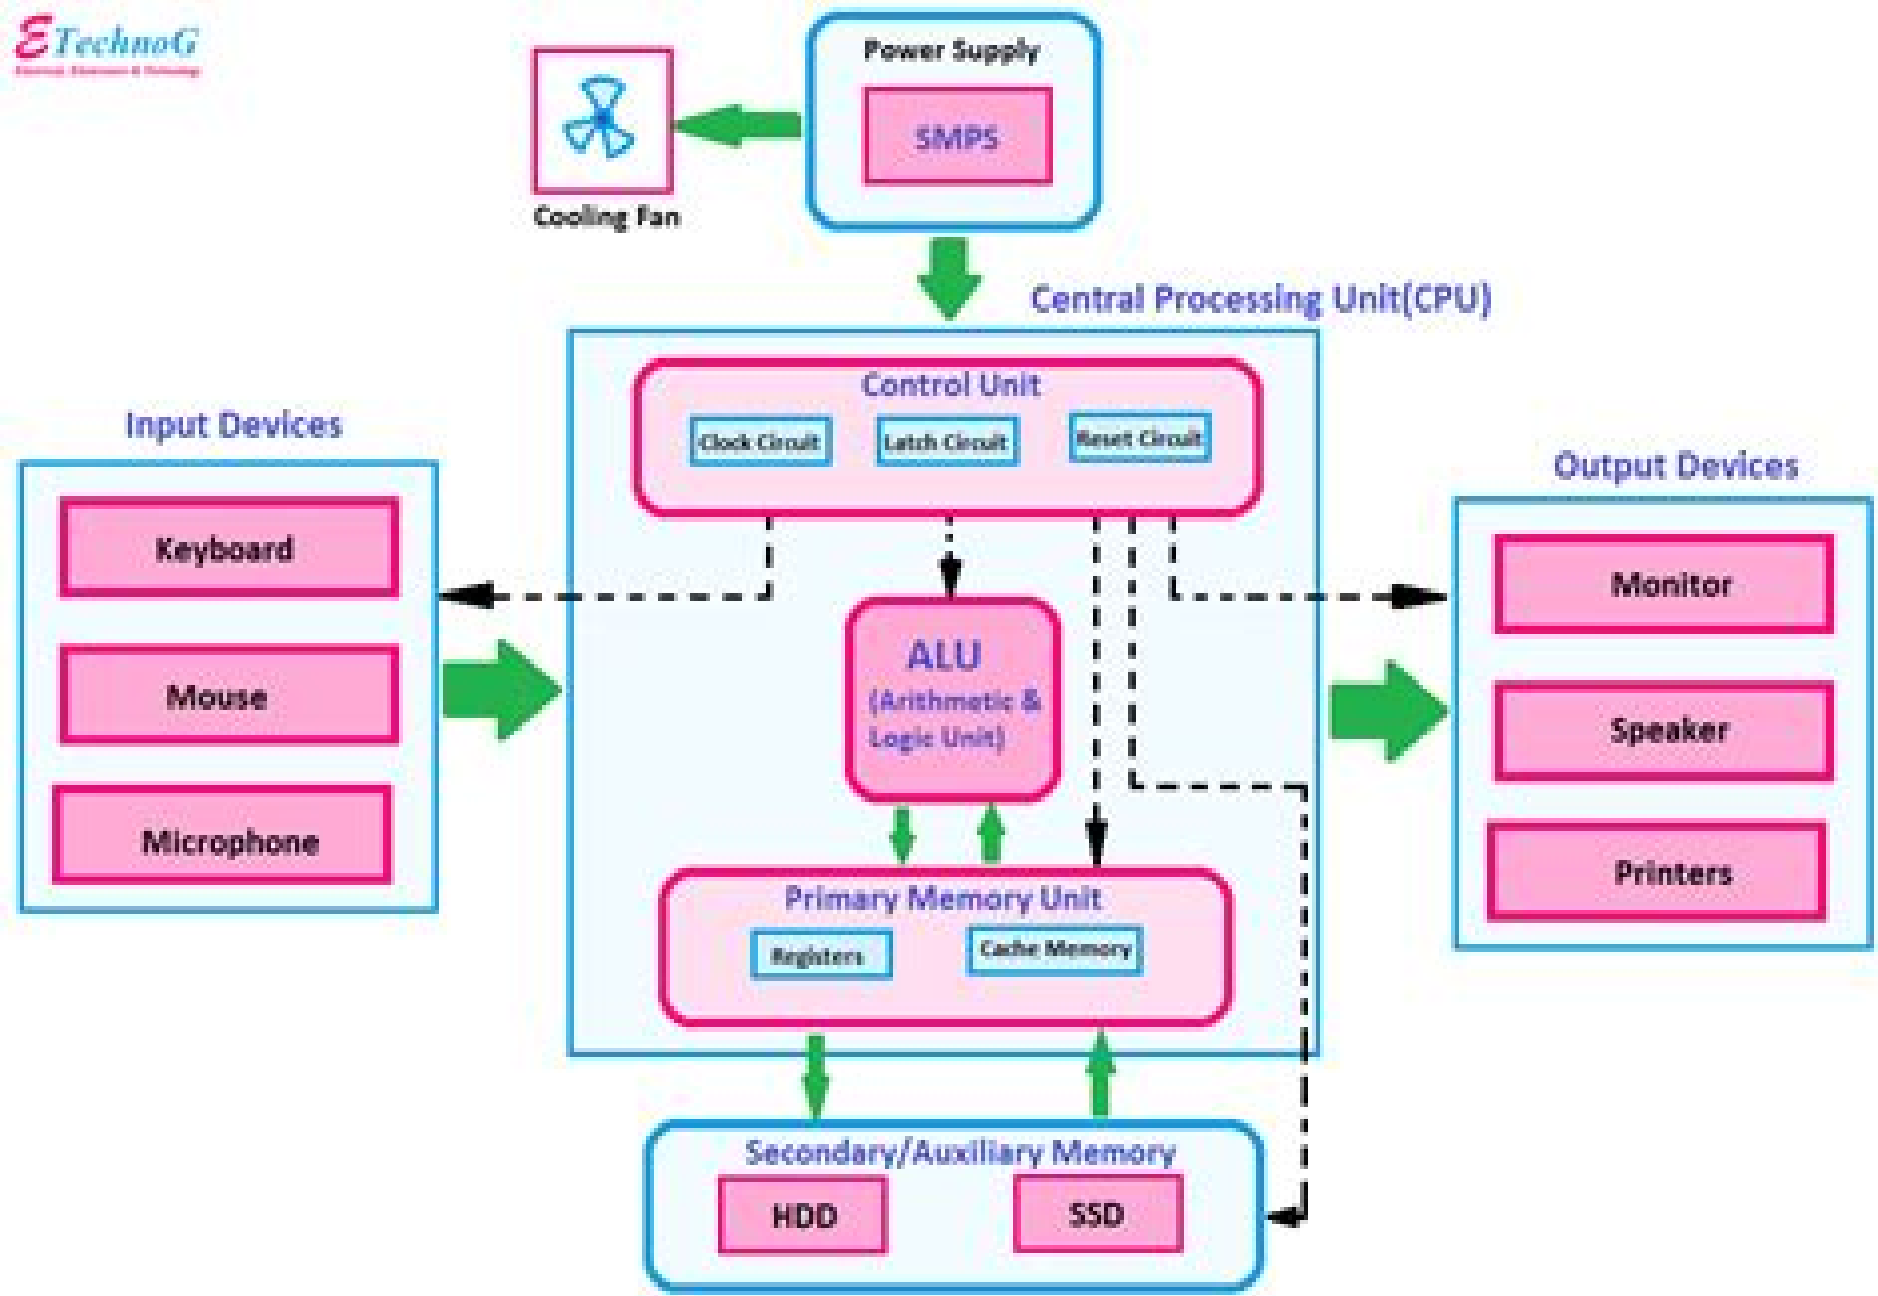 ETechnoG
Power Supply
SMPS
Cooling Fan
Central Processing Unit(CPU)
Control Unit
Clock Circuit
Latch Circuit
Reset Circuit
Input Devices
Keyboard
Mouse
Microphone
ALU
(Arithmetic &
Logic Unit)
Primary Memory Unit
Registers
Cache Memory
Secondary/Auxiliary Memory
HDD
SSD
Output Devices
Monitor
Speaker
Printers